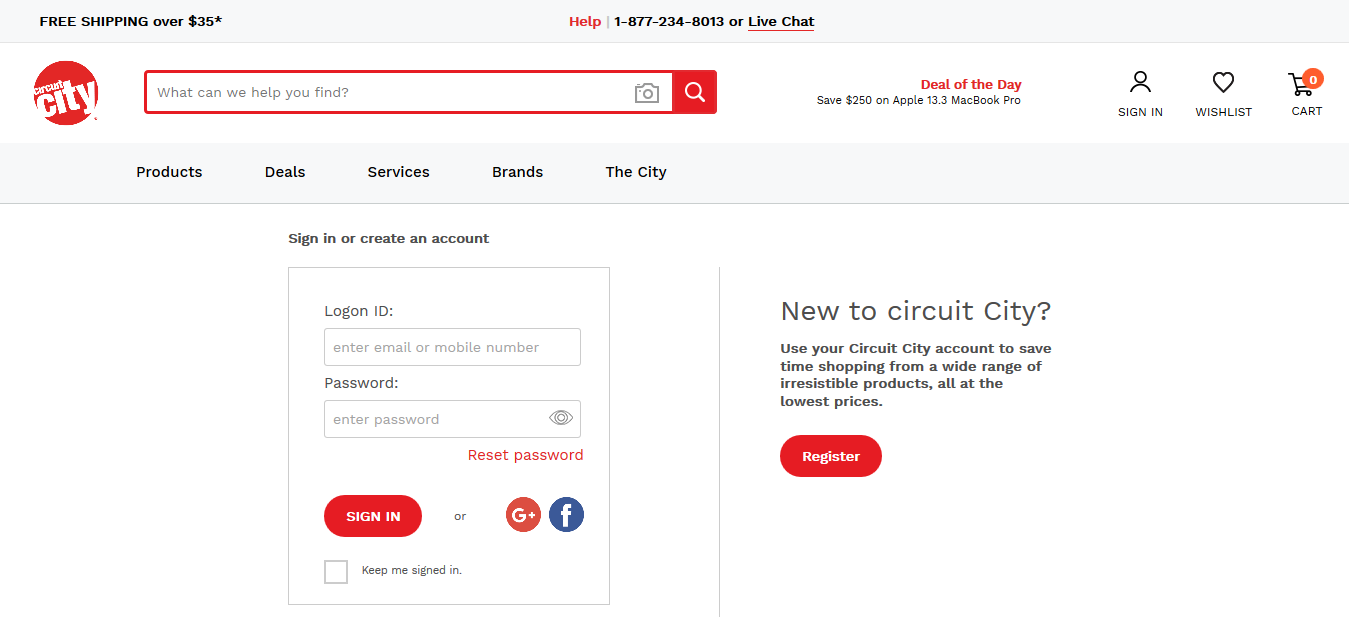 FREE SHIPPING over $35*
Help | 1-877-234-8013 or Live Chat
circuit
city
What can we help you find?
Deal of the Day
Save $250 on Apple 13.3 MacBook Pro
SIGN IN
WISHLIST
0
CART
Products
Deals
Services
Brands
The City
Sign in or create an account
Logon ID:
enter email or mobile number
Password:
enter password
Reset password
SIGN IN
or
G+
f
Keep me signed in.
New to circuit City?
Use your Circuit City account to save
time shopping from a wide range of
irresistible products, all at the
lowest prices.
Register